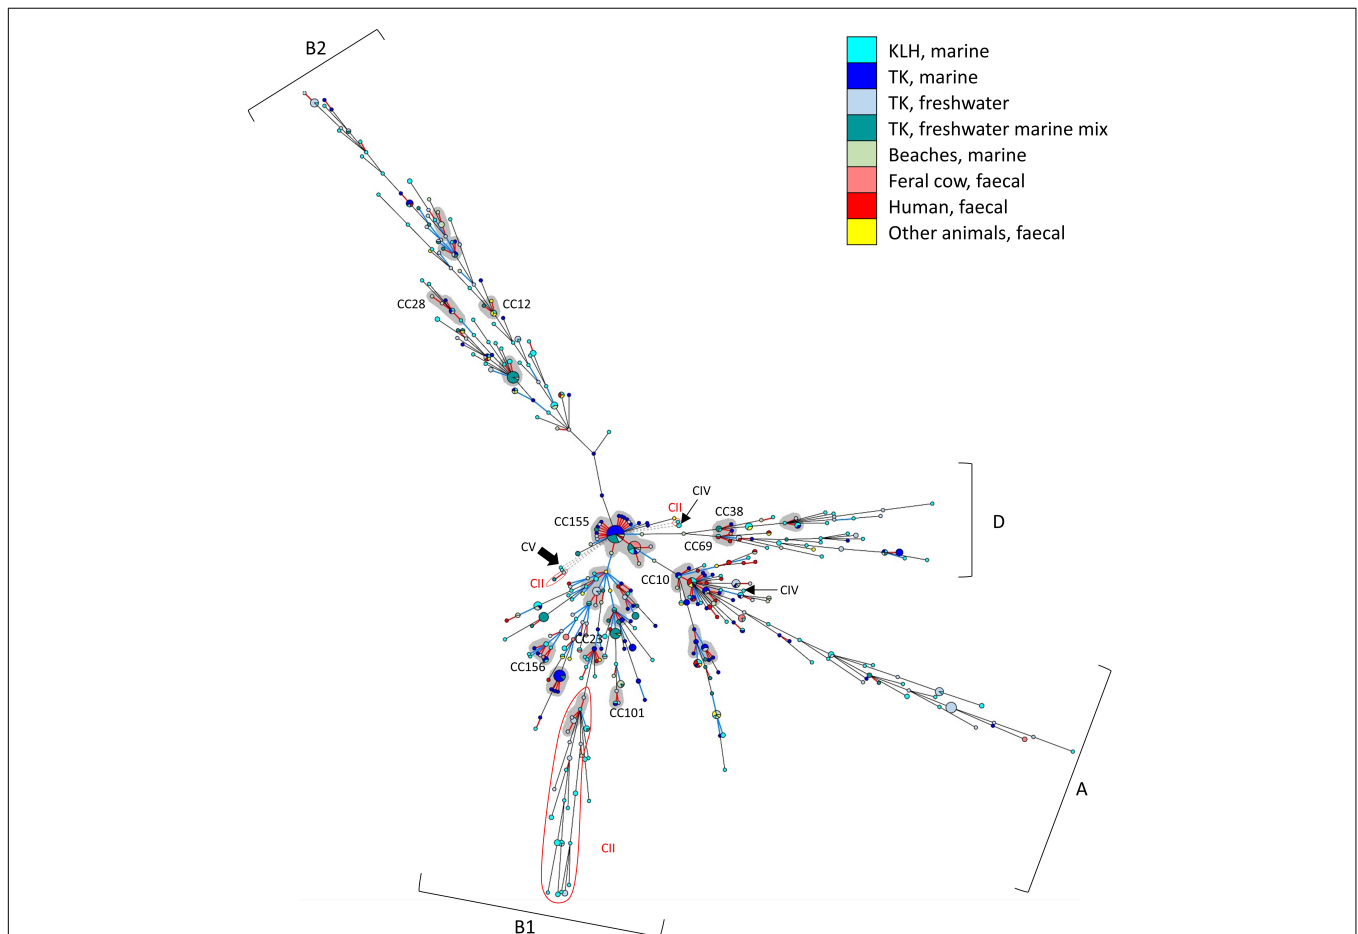 B2
KLH, marine
TK, marine
TK, freshwater
TK, freshwater marine mix
Beaches, marine
Feral cow, faecal
Human, faecal
Other animals, faecal
CC28
CC12
CIV
CII
CC38
CC155
D
CC69
CV
CII
CC10
CIV
CC23
CC156
CC101
A
CII
B1